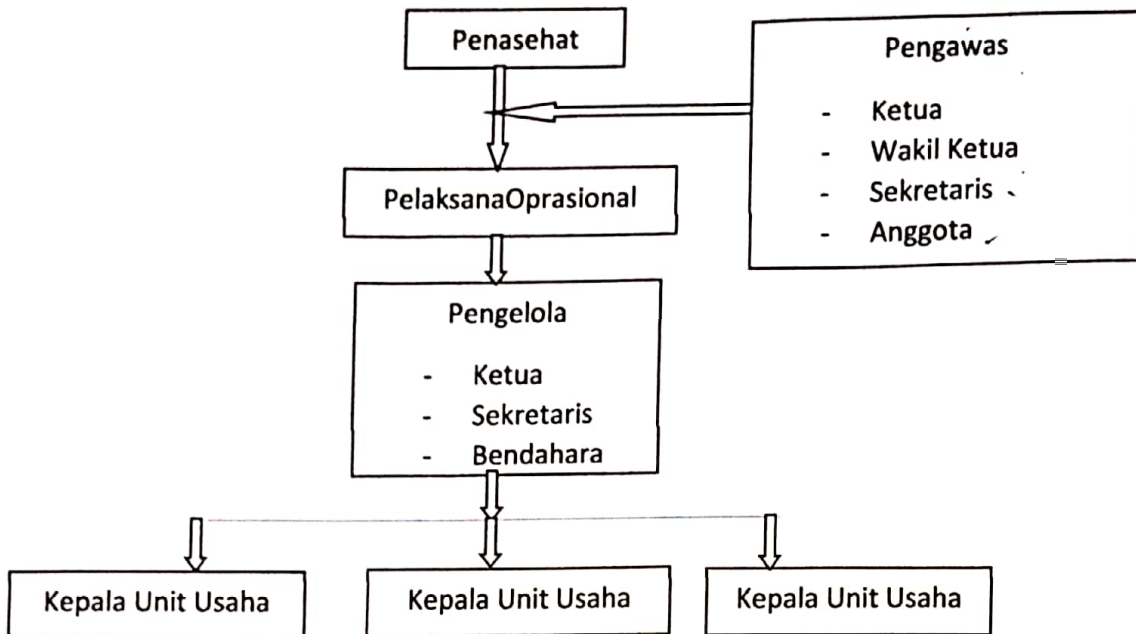 Penasehat
Pengawas
- Ketua
- Wakil Ketua
- Sekretaris
- Anggota
PelaksanaOprasional
Pengelola
- Ketua
- Sekretaris
- Bendahara
Kepala Unit Usaha
Kepala Unit Usaha
Kepala Unit Usaha